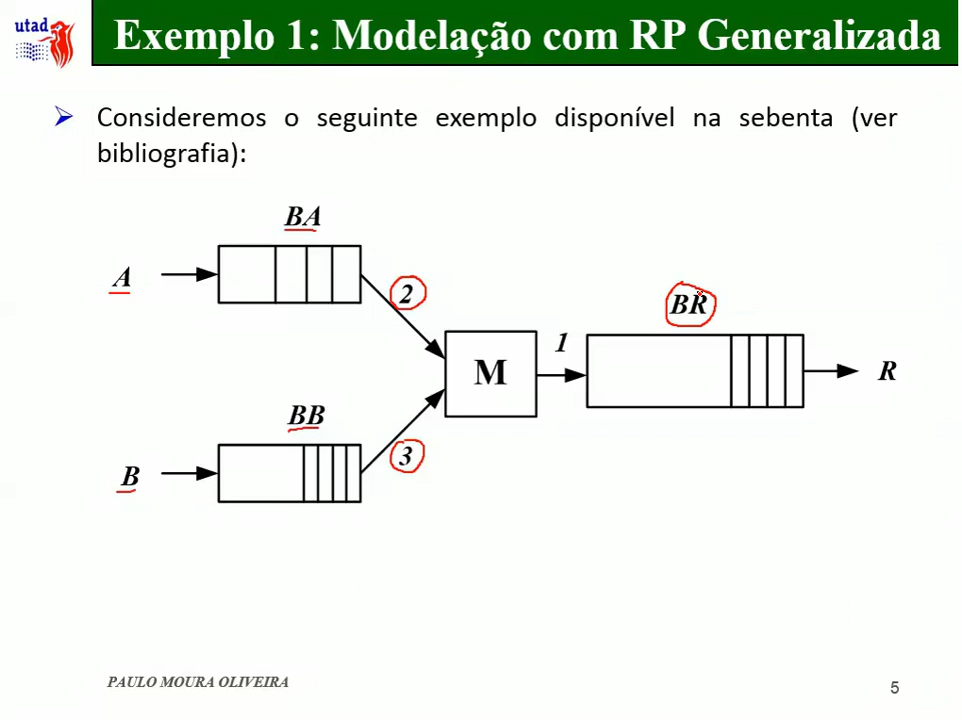 utad
Exemplo 1: Modelação com RP Generalizada
Consideremos o seguinte exemplo disponível na sebenta (ver
bibliografia):
BA
A
2
BR
1
M
R
BB
3
B
PAULO MOURA OLIVEIRA
5